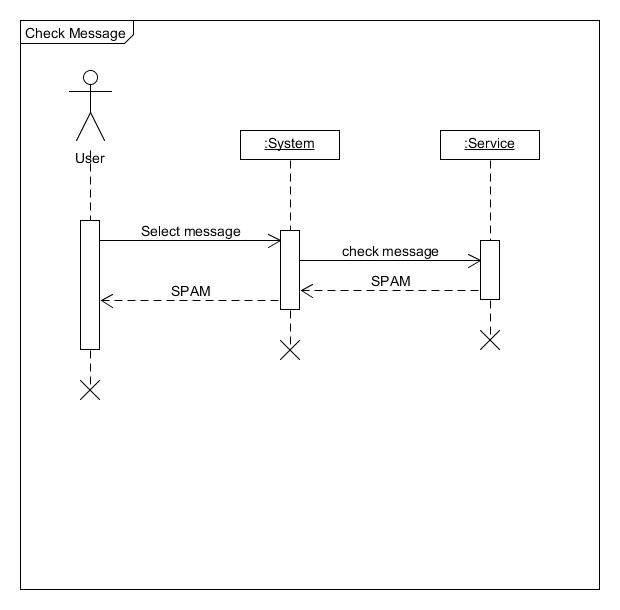 Check Message
User
:System
:Service
Select message
check message
SPAM
SPAM